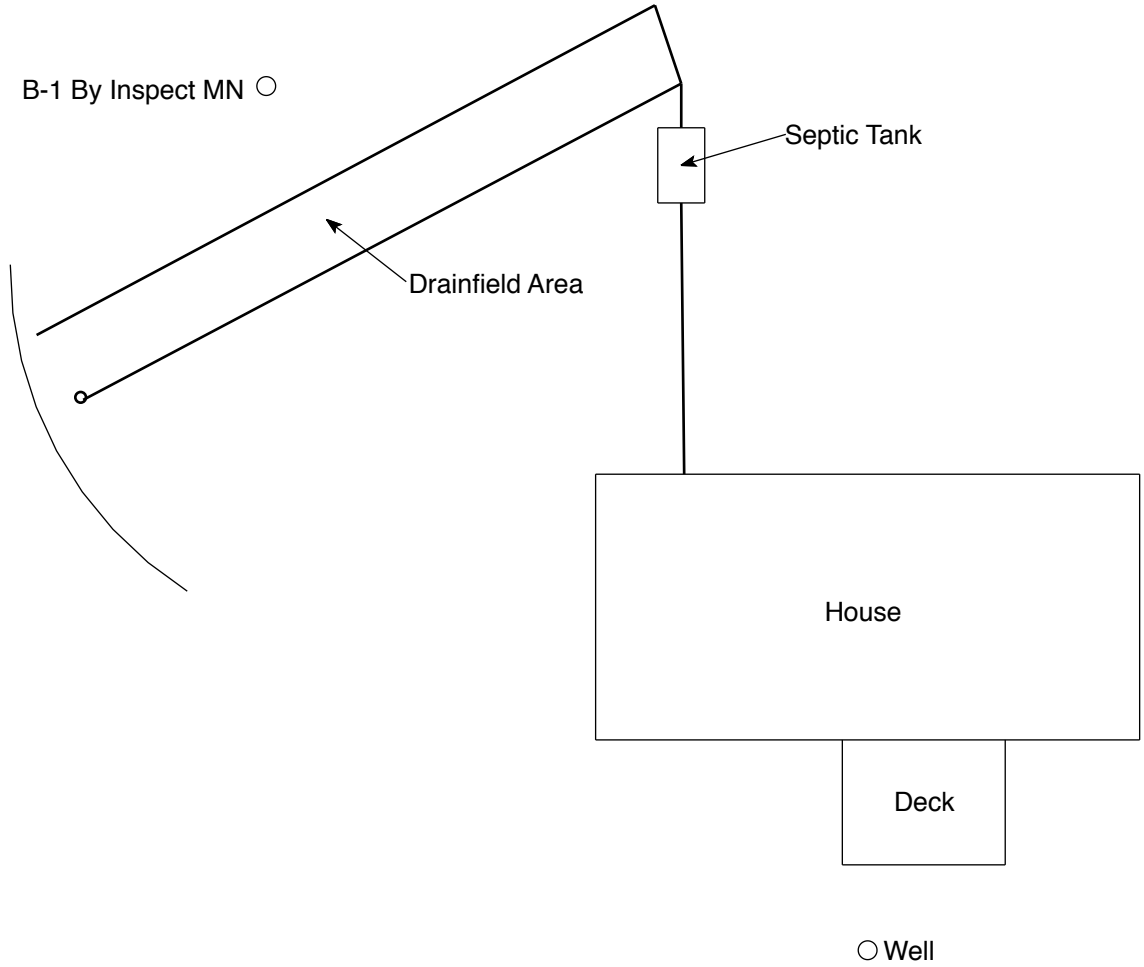 B-1 By Inspect MN
Septic Tank
Drainfield Area
House
Deck
Well